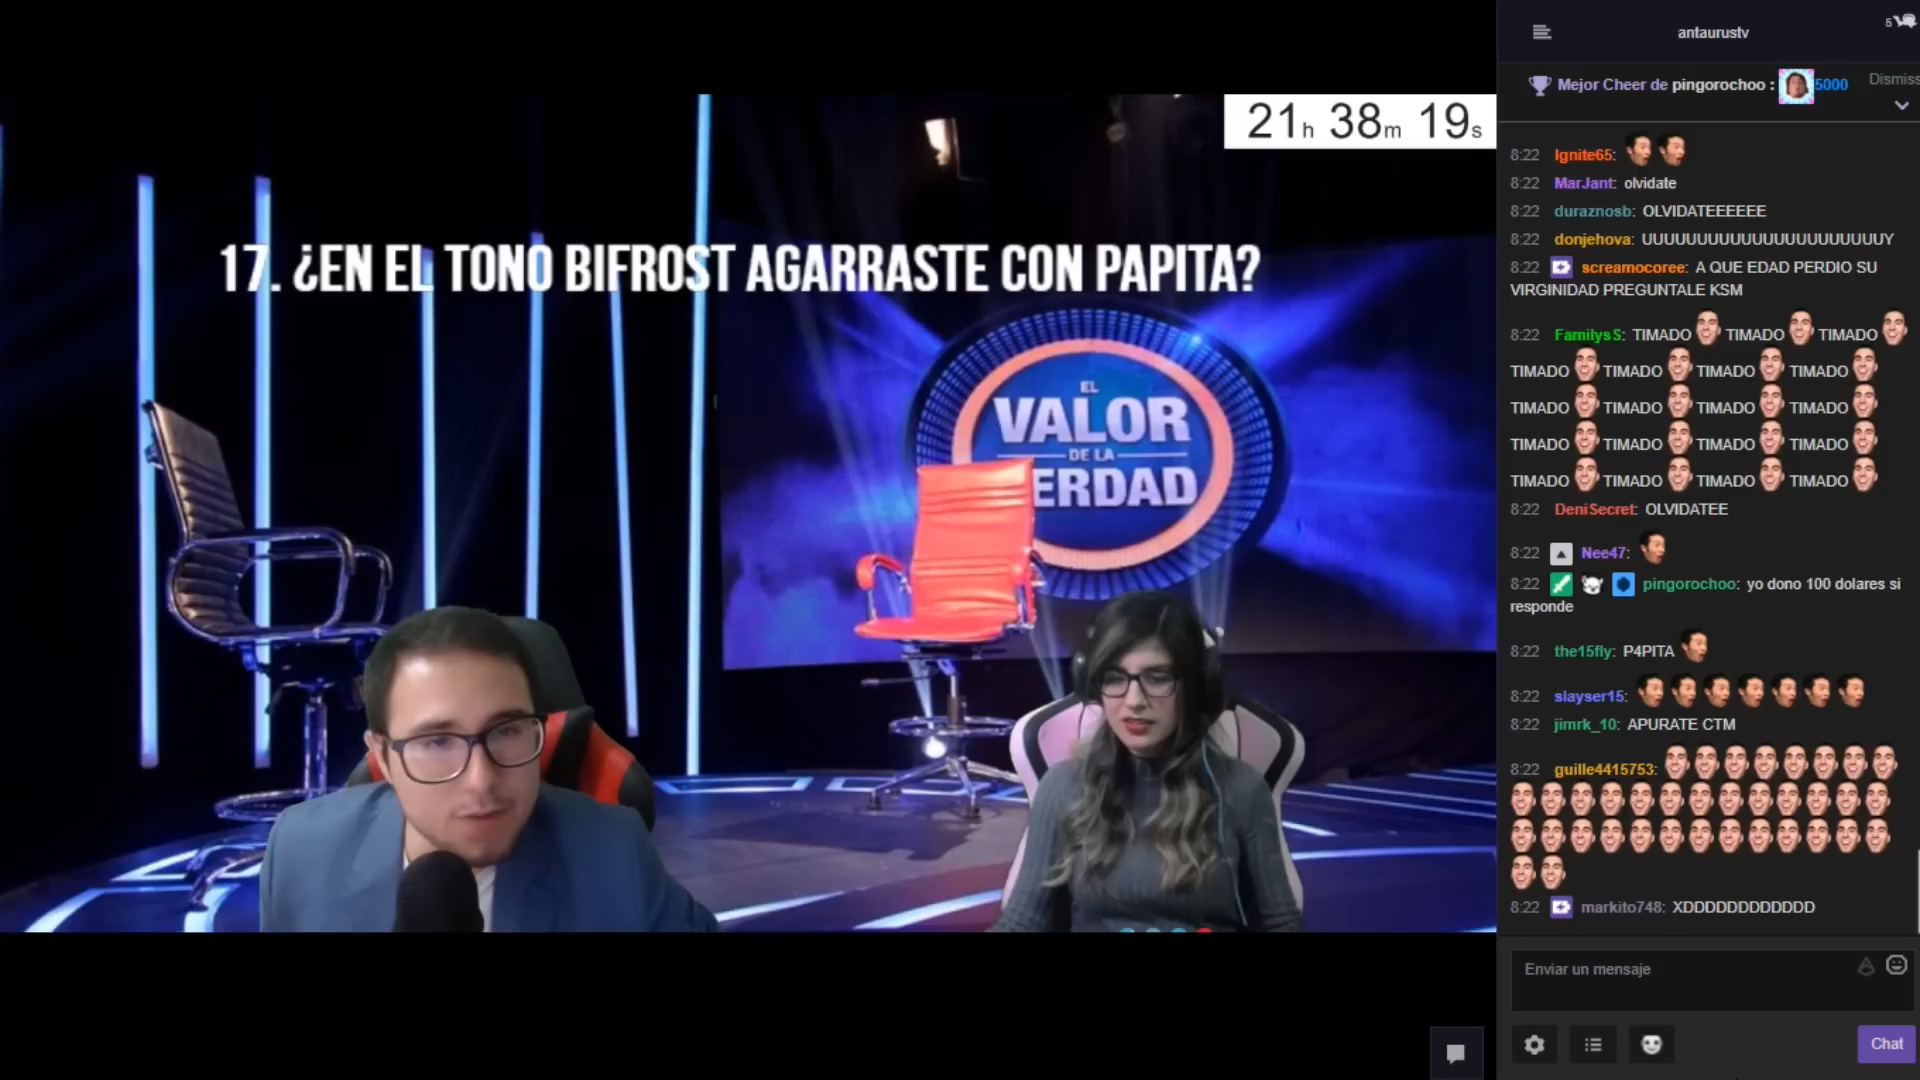 21h 38m 19s
17. ¿EN EL TONO BIFROST AGARRASTE CON PAPITA?
EL
VALOR
DE LA
ERDAD
antaurustv
5
Mejor Cheer de pingorochoo : 5000
Dismiss
8:22 Ignite65:
8:22 MarJant: olvidate
8:22 duraznosb: OLVIDATEEEEEE
8:22 donjehova: UUUUUUUUUUUUUUUUUUUUUUY
8:22 screamocoree: A QUE EDAD PERDIO SU
VIRGINIDAD PREGUNTALE KSM
8:22 FamilysS: TIMADO TIMADO TIMADO
TIMADO TIMADO TIMADO TIMADO
TIMADO TIMADO TIMADO TIMADO
TIMADO TIMADO TIMADO TIMADO
TIMADO TIMADO TIMADO TIMADO
8:22 DeniSecret: OLVIDATEE
8:22 Nee47:
8:22 pingorochoo: yo dono 100 dolares si
responde
8:22 the15fly: P4PITA
8:22 slayser15:
8:22 jimrk_10: APURATE CTM
8:22 guille4415753:
8:22 markito748: XDDDDDDDDDDDD
Enviar un mensaje
Chat